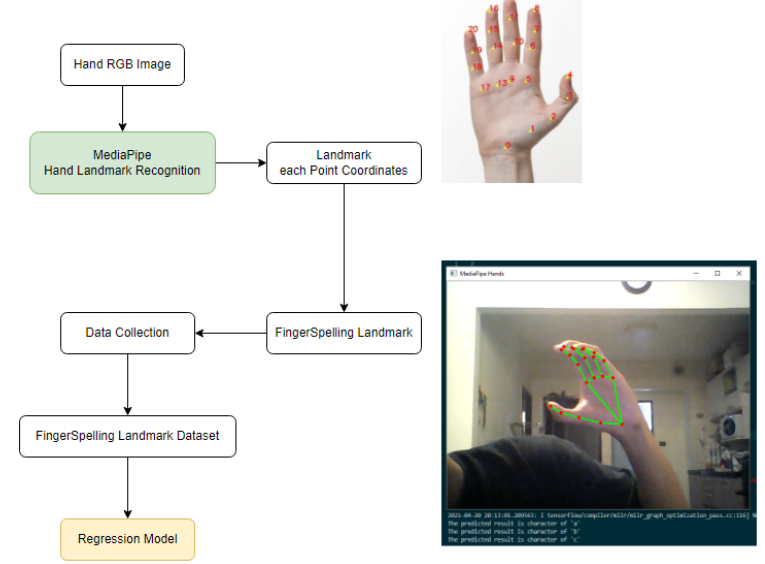 Hand RGB Image
MediaPipe
Hand Landmark Recognition
Landmark
each Point Coordinates
Data Collection
FingerSpelling Landmark
FingerSpelling Landmark Dataset
Regression Model
16
12
8
20
15
11
7
19
14
10
6
18
17
13
9
5
4
3
2
1
0
MediaPipe Hands
2021-04-20 20:13:01.209563: I tensorflow/compiler/mlir/mlir_graph_optimization_pass.cc:116]
The predicted result is character of 'a'
The predicted result is character of 'b'
The predicted result is character of 'c'